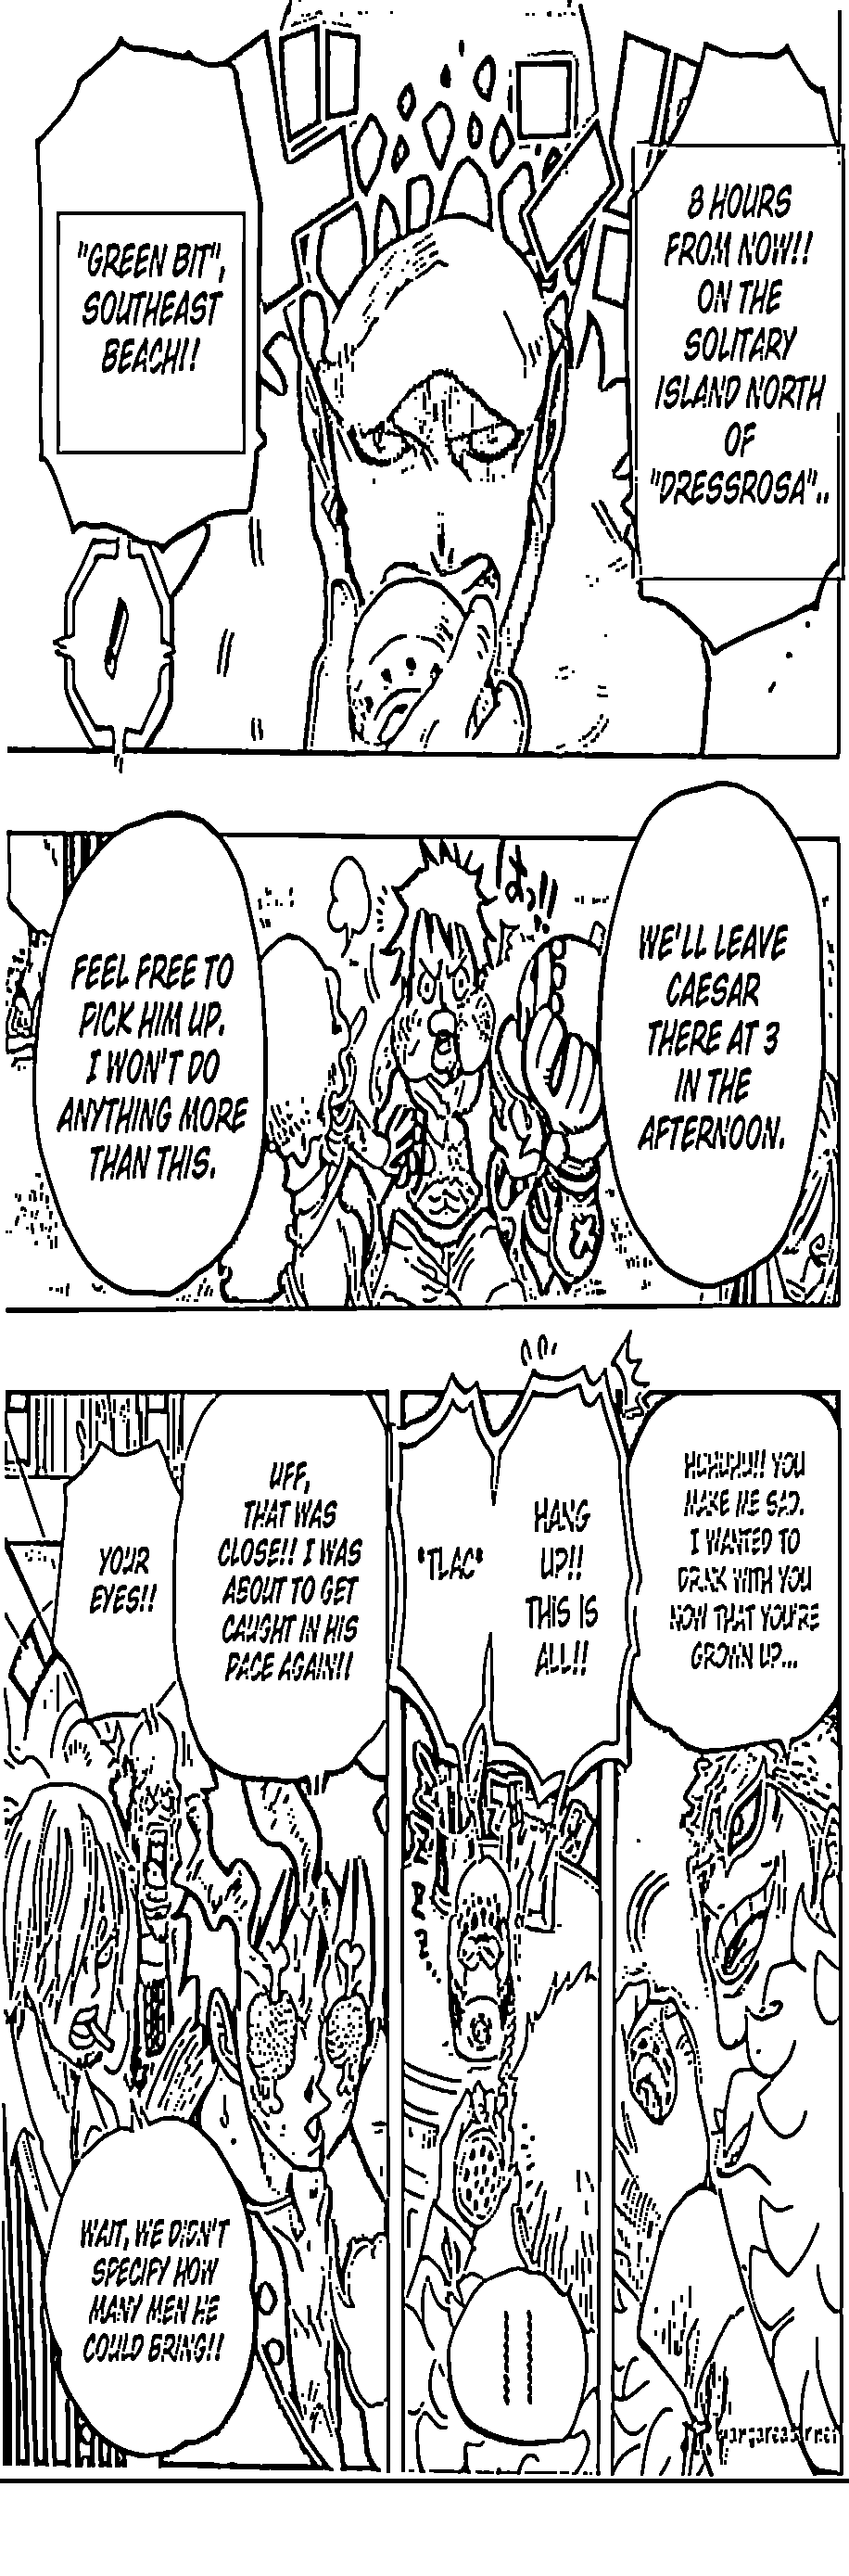 8 HOURS
FROM NOW!!
ON THE
SOLITARY
ISLAND NORTH
OF
"DRESSROSA"..
"GREEN BIT",
SOUTHEAST
BEACH!!
WE'LL LEAVE
CAESAR
THERE AT 3
IN THE
AFTERNOON.
FEEL FREE TO
PICK HIM UP.
I WON'T DO
ANYTHING MORE
THAN THIS.
HUHUHU!! YOU
MAKE ME SAD.
I WANTED TO
DRINK WITH YOU
NOW THAT YOU'RE
GROWN UP...
HANG
UP!!
THIS IS
ALL!!
*TLAC*
UFF,
THAT WAS
CLOSE!! I WAS
ABOUT TO GET
CAUGHT IN HIS
PACE AGAIN!!
YOUR
EYES!!
WAIT, WE DIDN'T
SPECIFY HOW
MANY MEN HE
COULD BRING!!